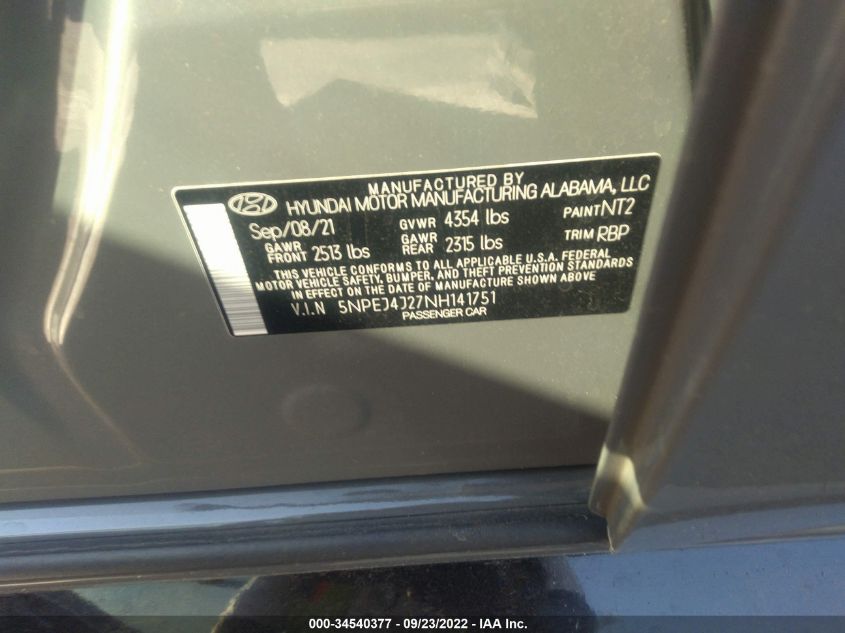 MANUFACTURED BY
HYUNDAI MOTOR MANUFACTURING ALABAMA, LLC
Sep/08/21 GVWR 4354 lbs PAINT NT2
GAWR FRONT 2513 lbs GAWR REAR 2315 lbs TRIM RBP
THIS VEHICLE CONFORMS TO ALL APPLICABLE U.S.A. FEDERAL
MOTOR VEHICLE SAFETY, BUMPER, AND THEFT PREVENTION STANDARDS
IN EFFECT ON THE DATE OF MANUFACTURE SHOWN ABOVE
V.I.N 5NPEJ4J27NH141751
PASSENGER CAR
000-34540377 - 09/23/2022 - IAA Inc.